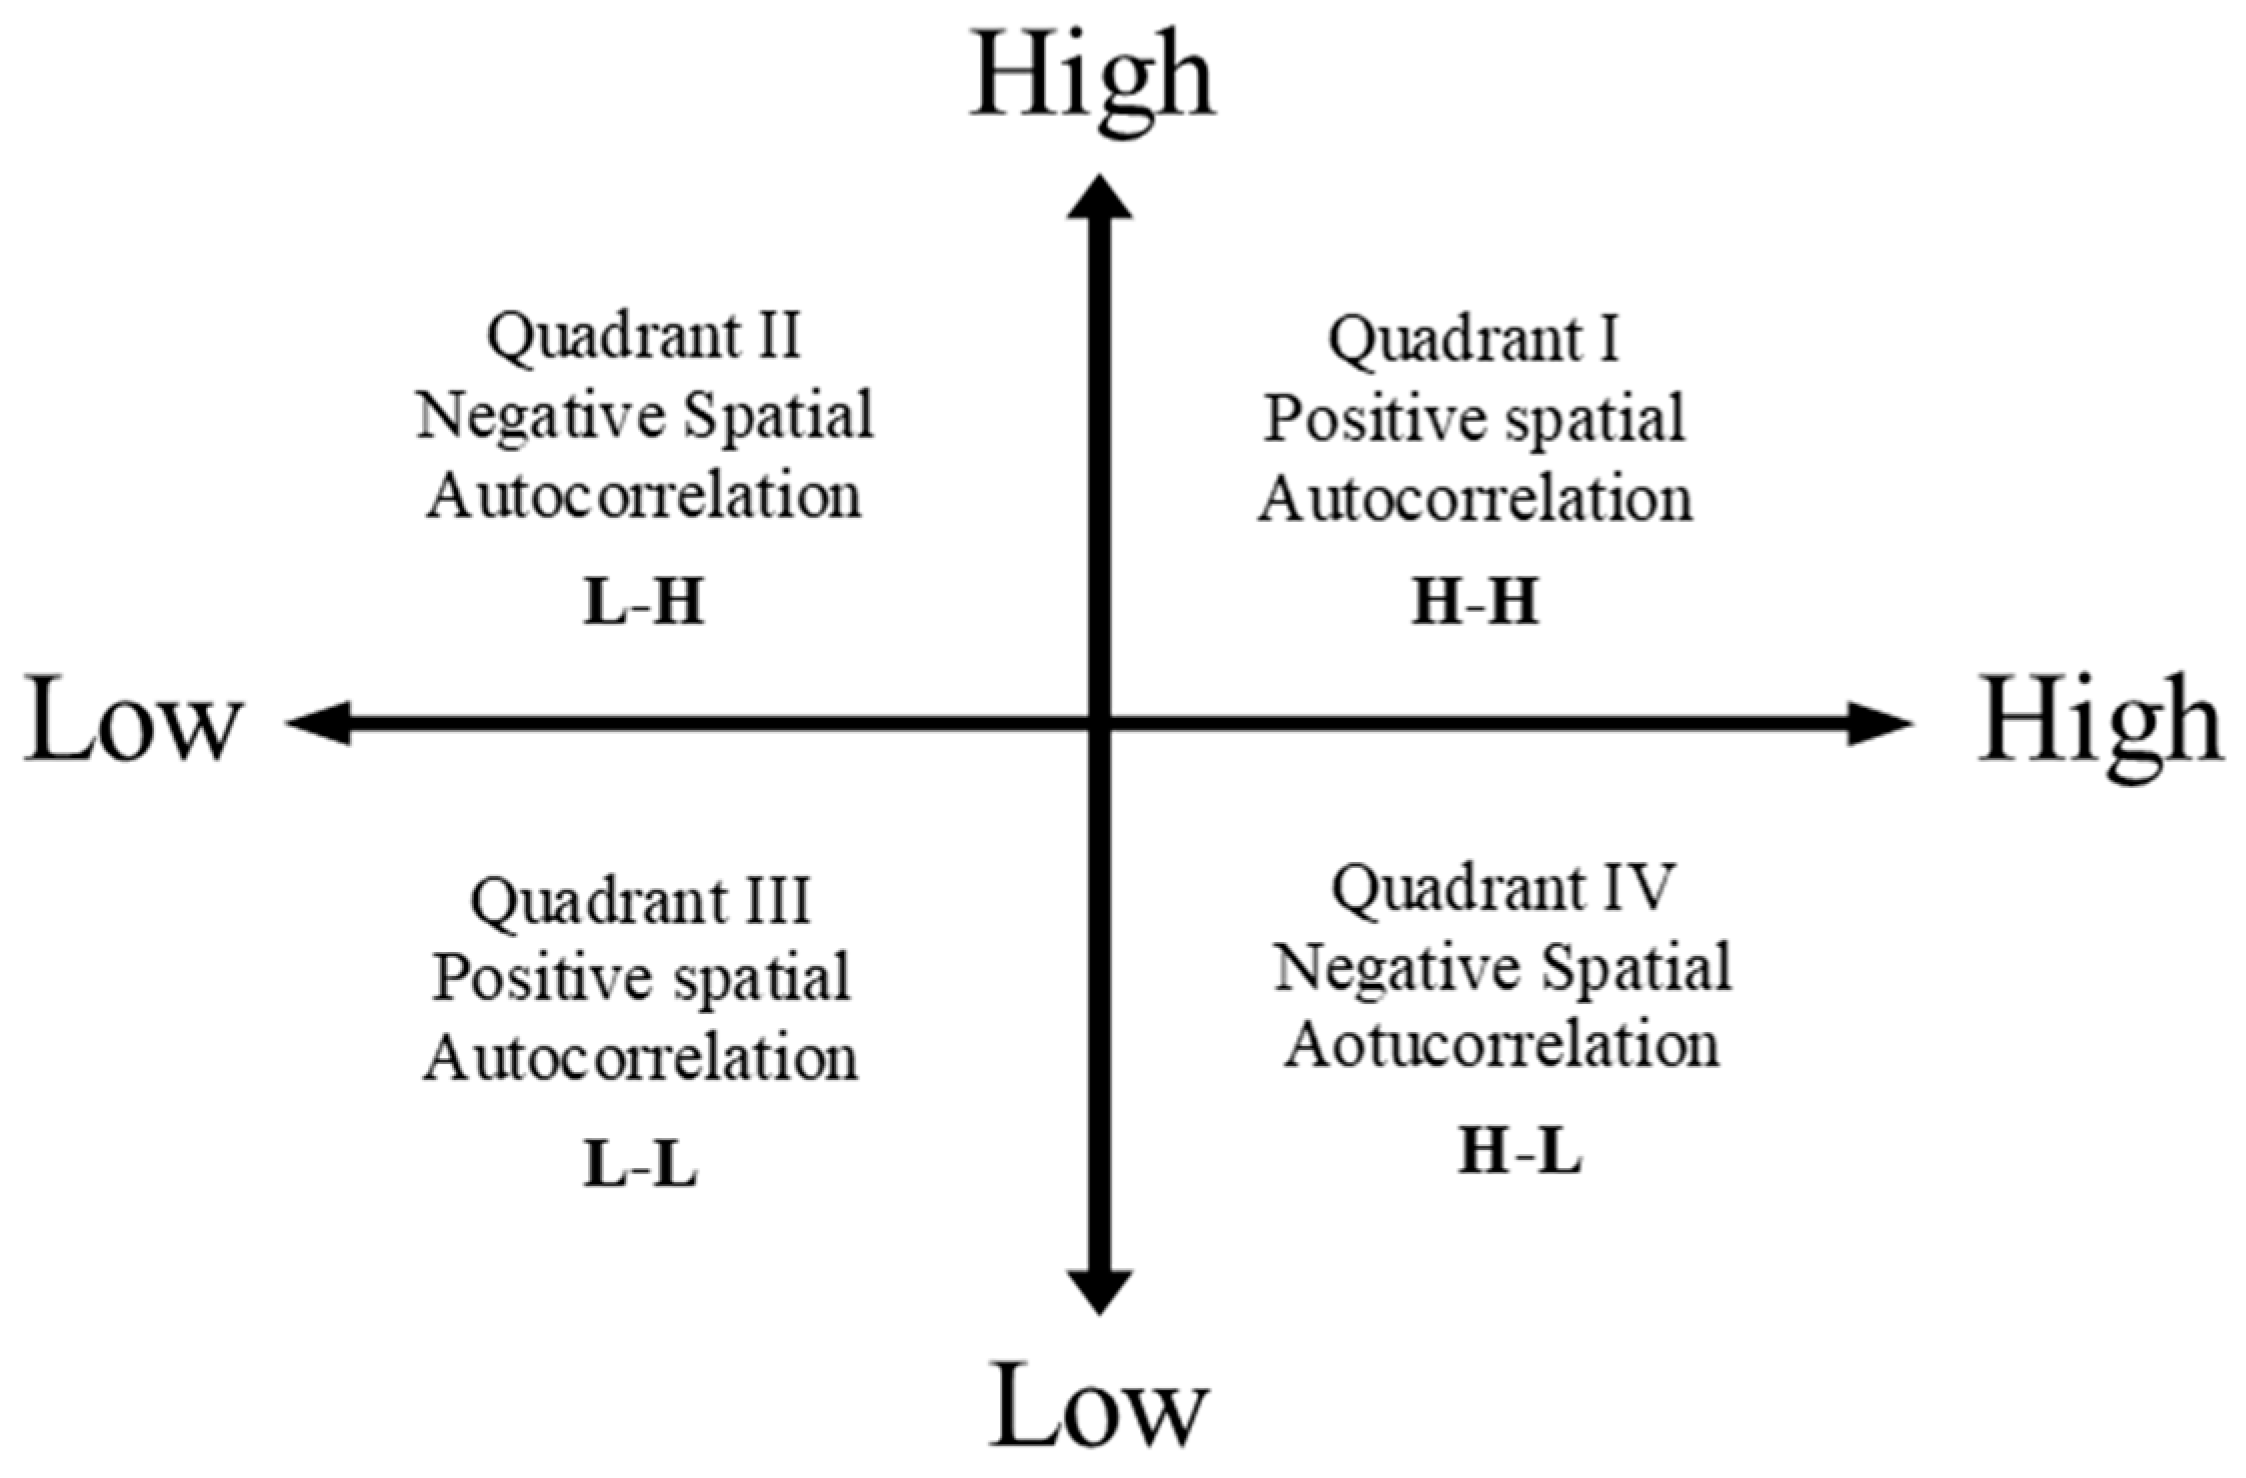 High
Quadrant II
Negative Spatial
Autocorrelation
L-H
Quadrant I
Positive spatial
Autocorrelation
H-H
Low
High
Quadrant III
Positive spatial
Autocorrelation
L-L
Quadrant IV
Negative Spatial
Aotucorrelation
H-L
Low